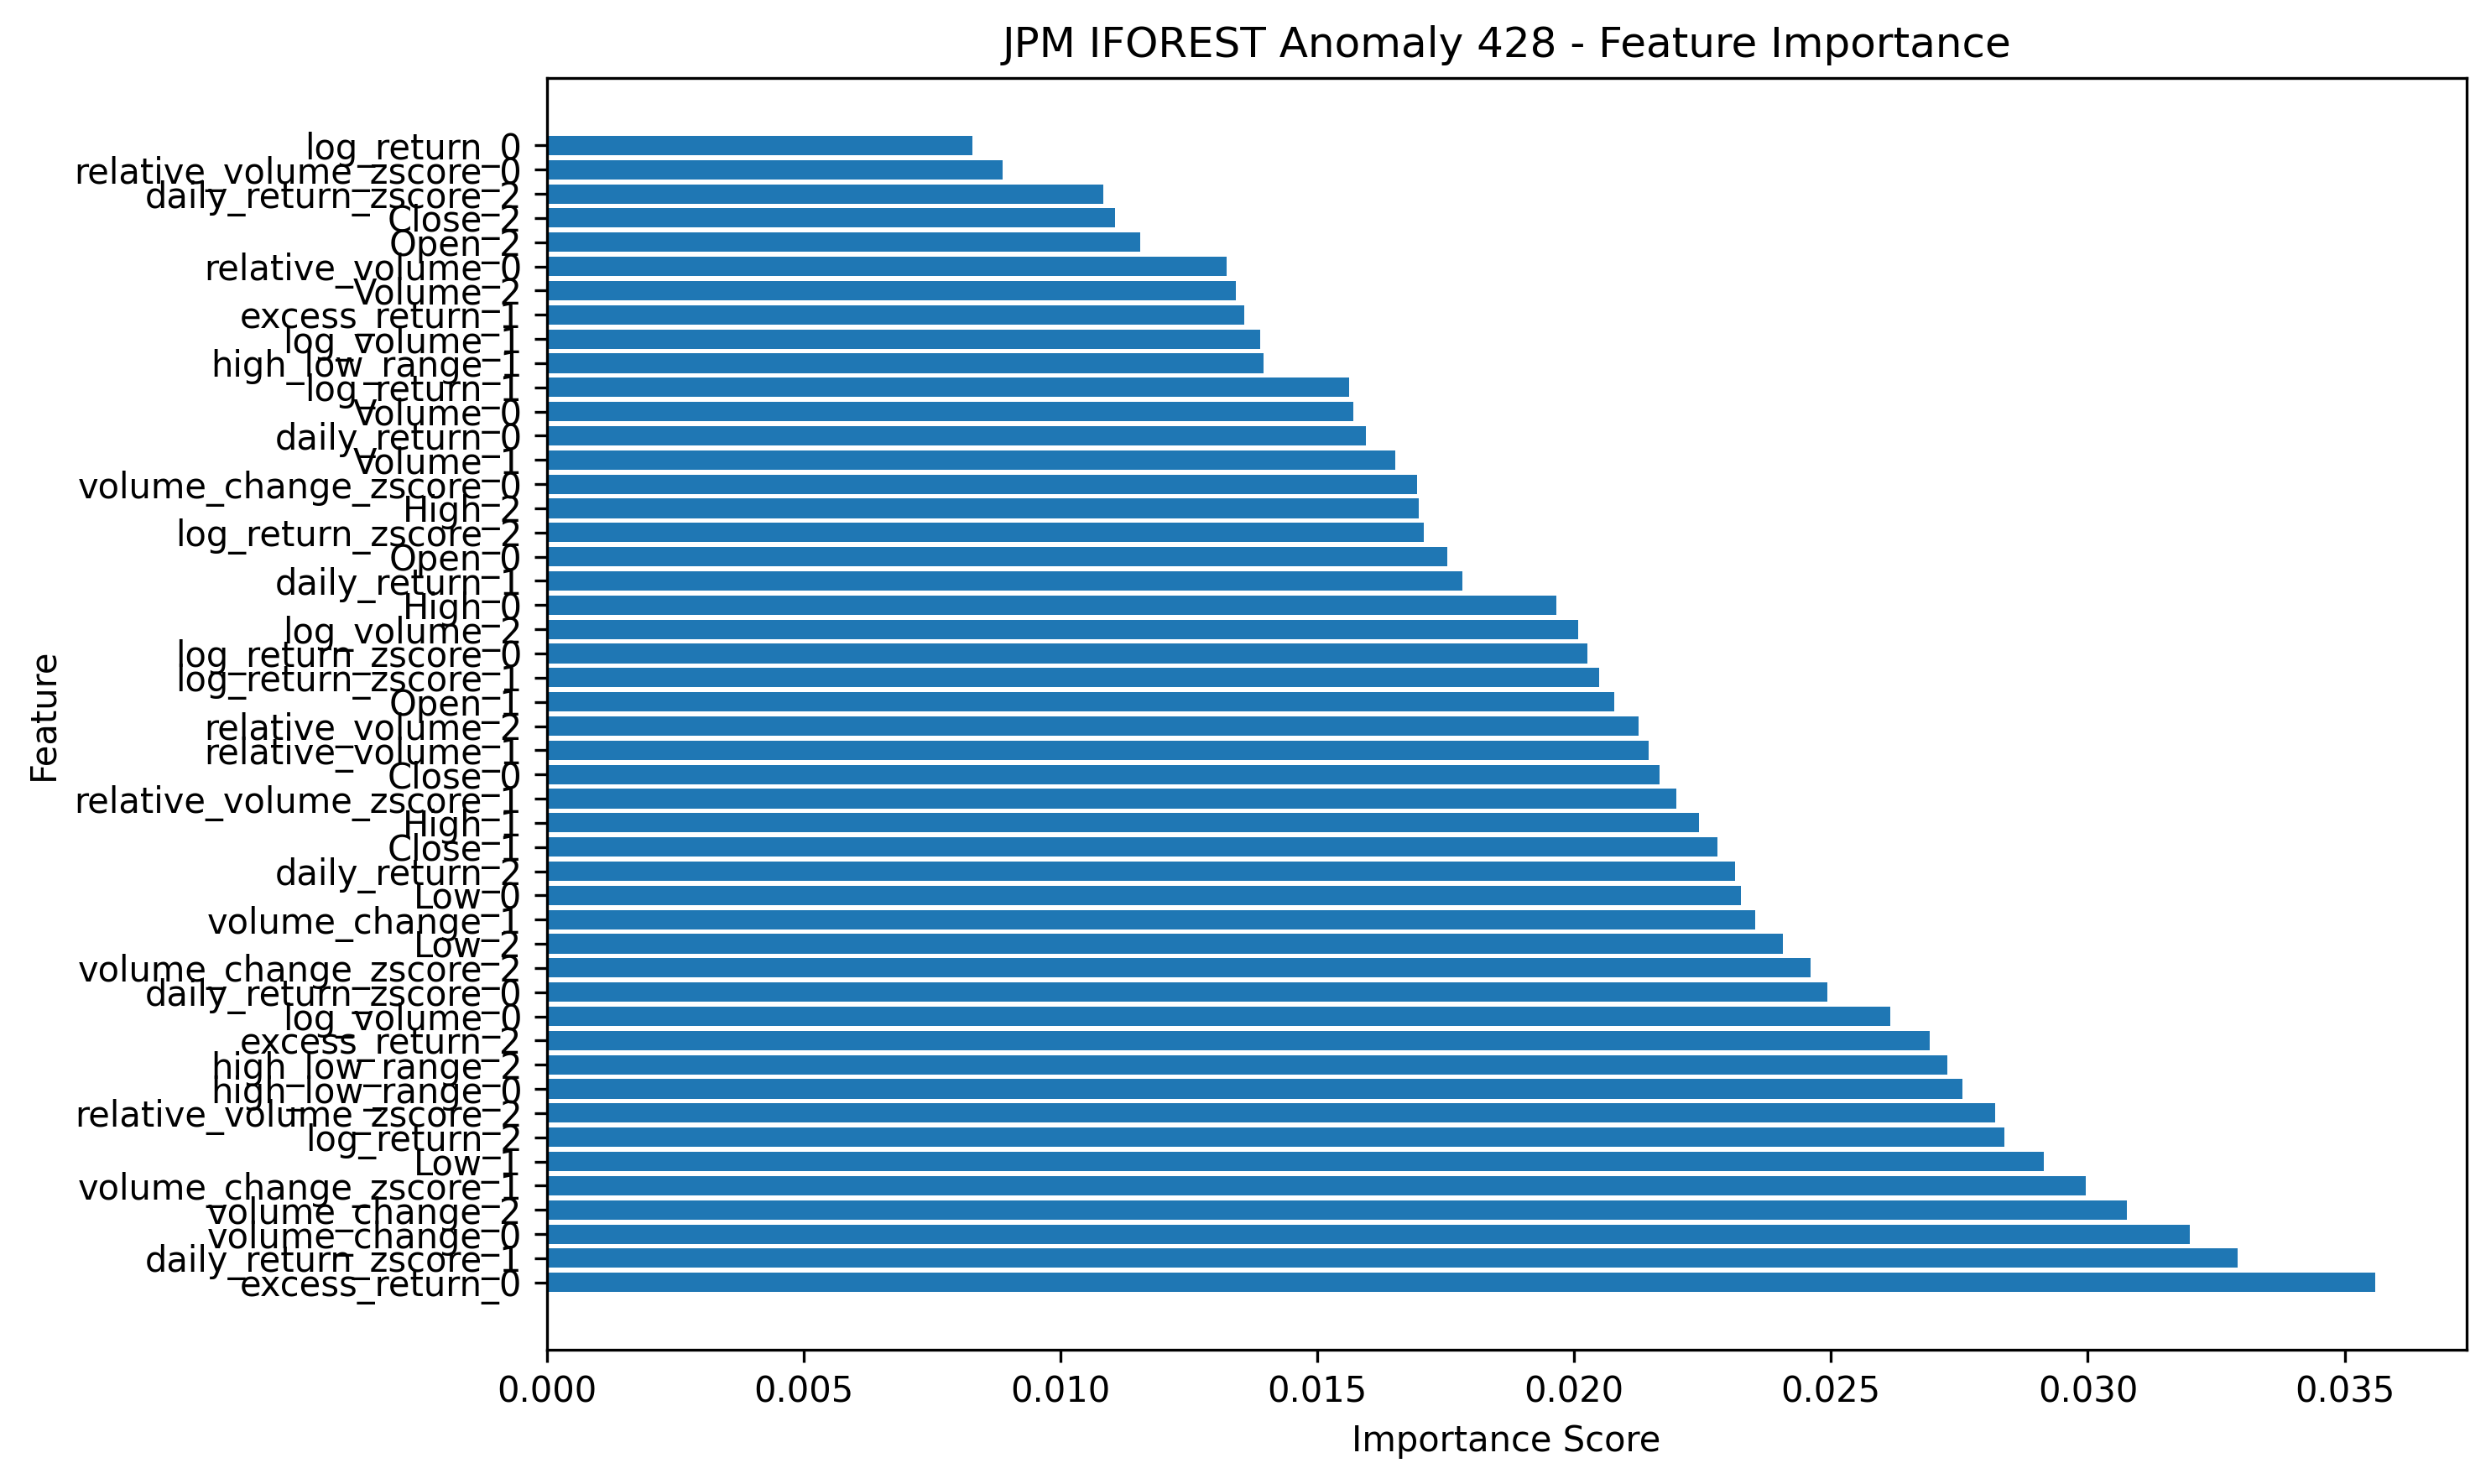 JPM IFOREST Anomaly 428 - Feature Importance
log_return_0
relative_volume_zscore_0
daily_return_zscore_2
Close_2
Open_2
relative_volume_0
Volume_2
excess_return_1
log_volume_1
high_low_range_1
log_return_1
Volume_0
daily_return_0
Volume_1
volume_change_zscore_0
High_2
log_return_zscore_2
Open_0
daily_return_1
High_0
log_volume_2
log_return_zscore_0
log_return_zscore_1
Open_1
relative_volume_2
relative_volume_1
Close_0
relative_volume_zscore_1
High_1
Close_1
daily_return_2
Low_0
volume_change_1
Low_2
volume_change_zscore_2
daily_return_zscore_0
log_volume_0
excess_return_2
high_low_range_2
high_low_range_0
relative_volume_zscore_2
log_return_2
Low_1
volume_change_zscore_1
volume_change_2
volume_change_0
daily_return_zscore_1
excess_return_0
Feature
0.000 0.005 0.010 0.015 0.020 0.025 0.030 0.035
Importance Score